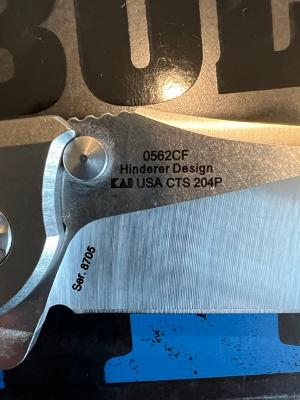 0562CF
Hinderer Design
KAI USA CTS 204P
Ser. 8705